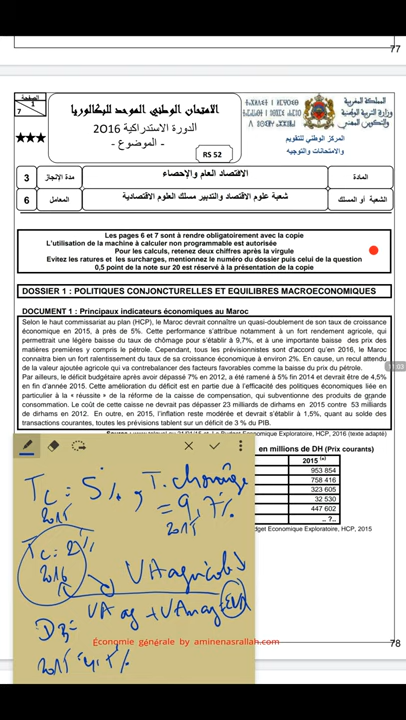 77
الصفحة
1
7
الامتحان الوطني الموحد للبكالوريا
الدورة الاستدراكية 2016
- الموضوع -
RS 52
★★★
المملكة المغربية
وزارة التربية الوطنية
والتكوين المهني
المركز الوطني للتقويم
والامتحانات والتوجيه
3 مدة الإنجاز الاقتصاد العام والإحصاء المادة
6 المعامل شعبة علوم الاقتصاد والتدبير مسلك العلوم الاقتصادية الشعبة أو المسلك
Les pages 6 et 7 sont à rendre obligatoirement avec la copie
L'utilisation de la machine à calculer non programmable est autorisée
Pour les calculs, retenez deux chiffres après la virgule
Evitez les ratures et les surcharges, mentionnez le numéro du dossier puis celui de la question
0,5 point de la note sur 20 est réservé à la présentation de la copie
DOSSIER 1 : POLITIQUES CONJONCTURELLES ET EQUILIBRES MACROECONOMIQUES
DOCUMENT 1 : Principaux indicateurs économiques au Maroc
Selon le haut commissariat au plan (HCP), le Maroc devrait connaître un quasi-doublement de son taux de croissance
économique en 2015, à près de 5%. Cette performance s'attribue notamment à un fort rendement agricole, qui
permettrait une légère baisse du taux de chômage pour s'établir à 9,7%, et à une importante baisse des prix des
matières premières y compris le pétrole. Cependant, tous les prévisionnistes sont d'accord qu'en 2016, le Maroc
connaitra bien un fort ralentissement du taux de sa croissance économique à environ 2%. En cause, un recul attendu
de la valeur ajoutée agricole qui va contrebalancer des facteurs favorables comme la baisse du prix du pétrole.
Par ailleurs, le déficit budgétaire après avoir dépassé 7% en 2012, a été ramené à 5% fin 2014 et devrait être de 4,5%
en fin d'année 2015. Cette amélioration du déficit est en partie due à l'efficacité des politiques économiques liée en
particulier à la « réussite » de la réforme de la caisse de compensation, qui subventionne des produits de grande
consommation. Le coût de cette caisse ne devrait pas dépasser 23 milliards de dirhams en 2015 contre 53 milliards
de dirhams en 2012. En outre, en 2015, l'inflation reste modérée et devrait s'établir à 1,5%, quant au solde des
transactions courantes, toutes les prévisions tablent sur un déficit de 3 % du PIB.
Budget Economique Exploratoire, HCP, 2016 (texte adapté)
11:03
en millions de DH (Prix courants)
2015
953 854
758 416
323 605
32 530
447 602
.. ?..
dget Economique Exploratoire, HCP, 2015
Tc = 5% , T. chomâge
2015 = 9,7%
2015
Tc = 2%
2016 VA agricole
VA ag + VA nn ag
2015
Économie générale by aminenasrallah.com
78